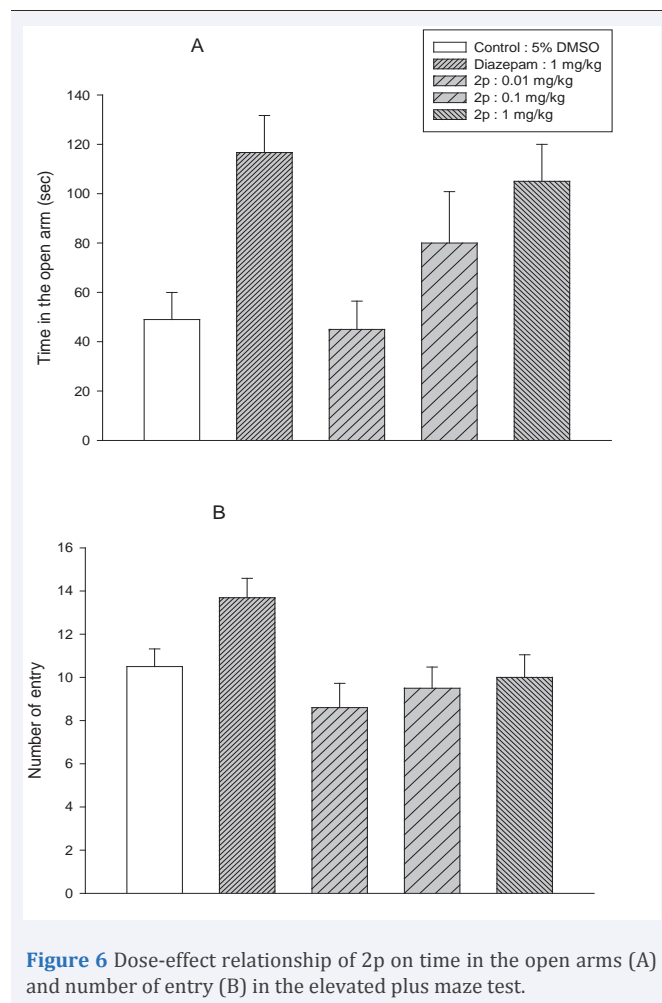 A
Control : 5% DMSO
Diazepam : 1 mg/kg
2p : 0.01 mg/kg
2p : 0.1 mg/kg
2p : 1 mg/kg
Time in the open arm (sec)
140
120
100
80
60
40
20
0
B
Number of entry
16
14
12
10
8
6
4
2
0
Figure 6 Dose-effect relationship of 2p on time in the open arms (A)
and number of entry (B) in the elevated plus maze test.